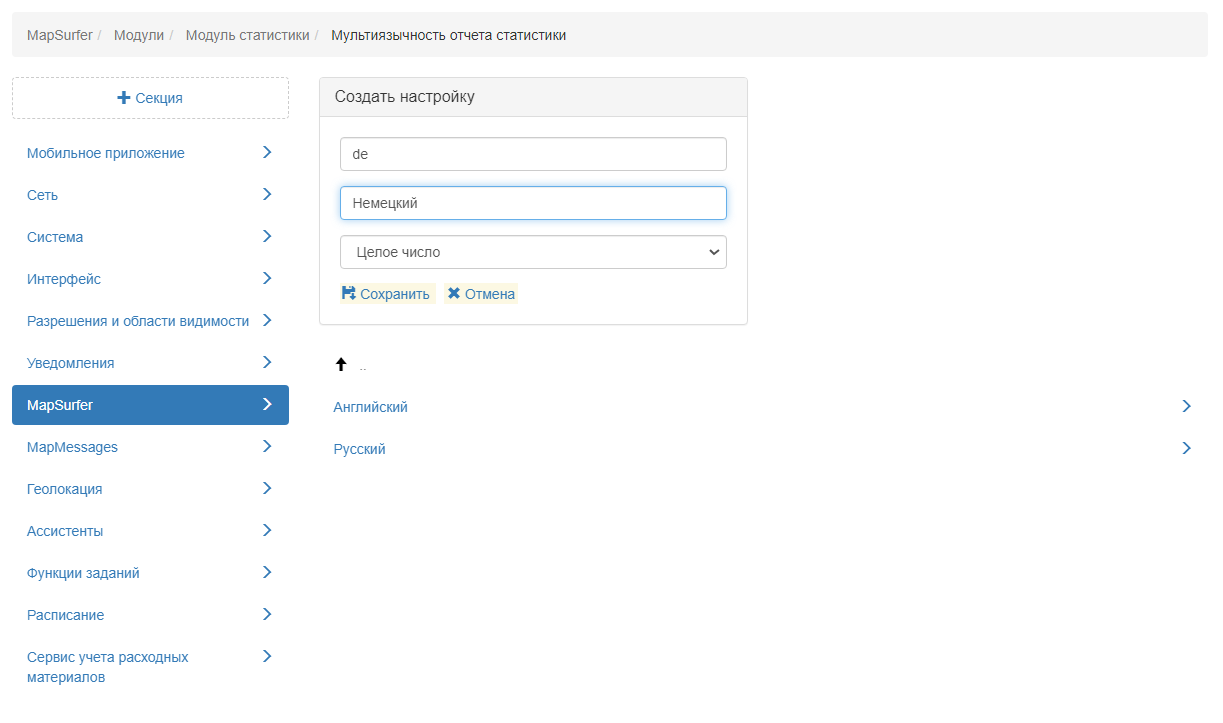 MapSurfer / Модули / Модуль статистики / Мультиязычность отчета статистики
Секция
Мобильное приложение
Сеть
Система
Интерфейс
Разрешения и области видимости
Уведомления
MapSurfer
MapMessages
Геолокация
Ассистенты
Функции заданий
Расписание
Сервис учета расходных
материалов
Создать настройку
de
Немецкий
Целое число
Сохранить Отмена
..
Английский
Русский